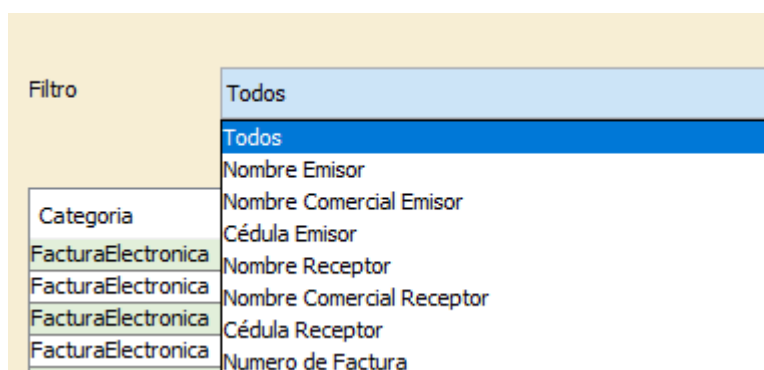 Filtro
Todos
Todos
Nombre Emisor
Nombre Comercial Emisor
Cédula Emisor
Nombre Receptor
Nombre Comercial Receptor
Cédula Receptor
Numero de Factura
Categoria
FacturaElectronica
FacturaElectronica
FacturaElectronica
FacturaElectronica